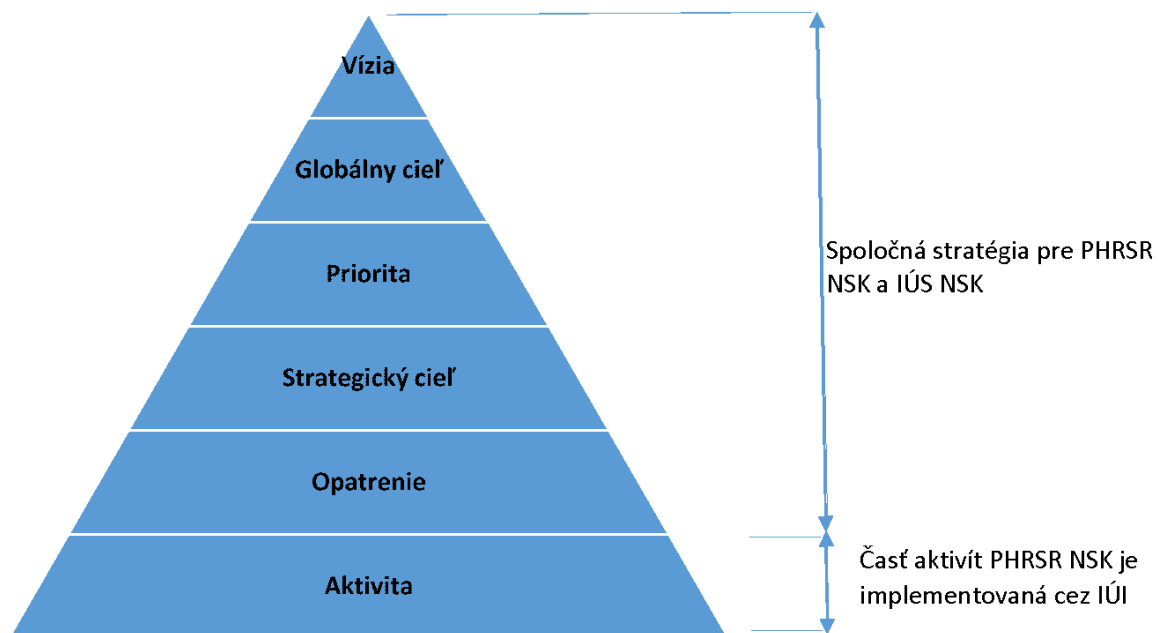 Vízia
Globálny cieľ
Priorita
Strategický cieľ
Opatrenie
Aktivita
Spoločná stratégia pre PHRSR
NSK a IÚS NSK
Časť aktivít PHRSR NSK je
implementovaná cez IÚI